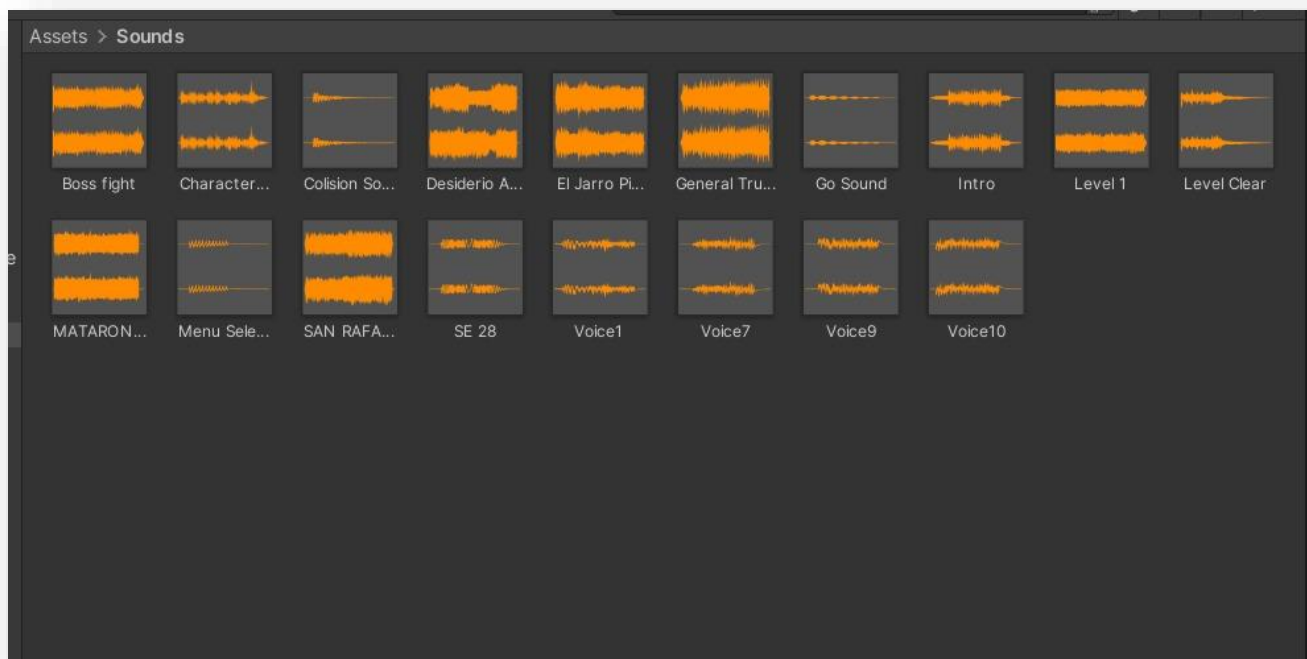 Assets > Sounds
Boss fight Character... Colision So... Desiderio A... El Jarro Pi... General Tru... Go Sound Intro Level 1 Level Clear
MATARON... Menu Sele... SAN RAFA... SE 28 Voice1 Voice7 Voice9 Voice10